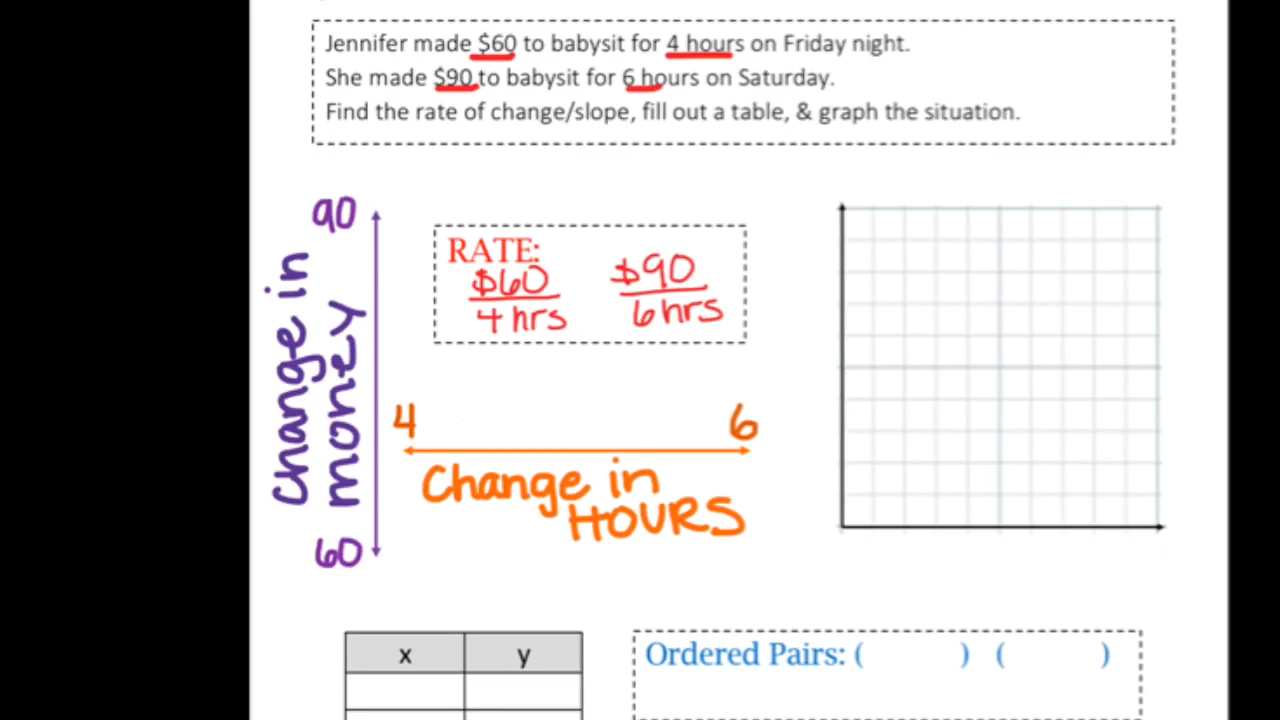 Jennifer made $60 to babysit for 4 hours on Friday night.
She made $90 to babysit for 6 hours on Saturday.
Find the rate of change/slope, fill out a table, & graph the situation.
90
Change in
money
60
RATE:
$60
4 hrs
$90
6 hrs
4
6
Change in
HOURS
x
y
Ordered Pairs: ( ) ( )